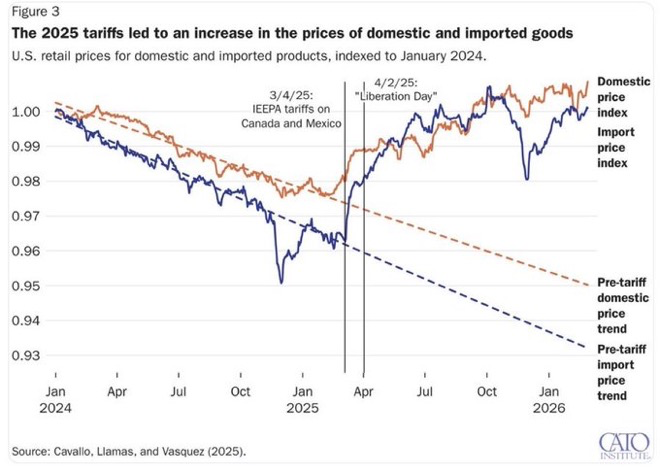 Figure 3
The 2025 tariffs led to an increase in the prices of domestic and imported goods
U.S. retail prices for domestic and imported products, indexed to January 2024.
3/4/25:
IEEPA tariffs on
Canada and Mexico
4/2/25:
"Liberation Day"
Domestic
price
index
Import
price
index
1.00
0.99
0.98
0.97
0.96
0.95
0.94
0.93
Pre-tariff
domestic
price
trend
Pre-tariff
import
price
trend
Jan
2024
Apr
Jul
Oct
Jan
2025
Apr
Jul
Oct
Jan
2026
Source: Cavallo, Llamas, and Vasquez (2025).
CATO
INSTITUTE